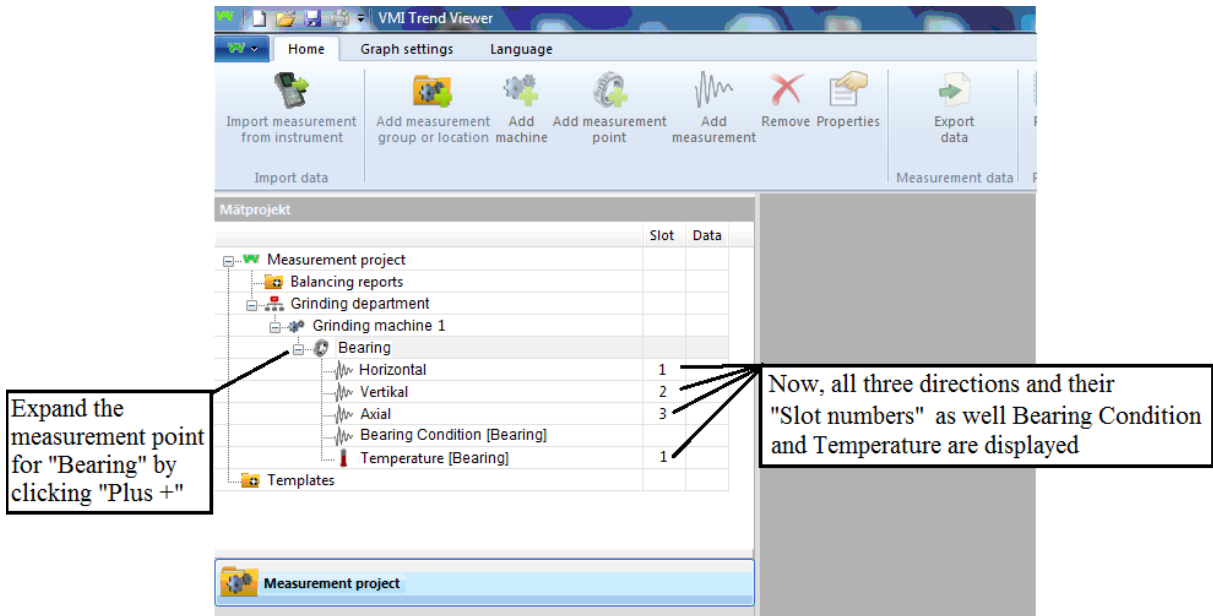 VMI Trend Viewer
Home Graph settings Language
Import measurement from instrument
Add measurement group or location
Add machine
Add measurement point
Add measurement
Remove
Properties
Export data
Import data
Measurement data
Mätprojekt
Slot Data
Measurement project
Balancing reports
Grinding department
Grinding machine 1
Bearing
Horizontal 1
Vertikal 2
Axial 3
Bearing Condition [Bearing]
Temperature [Bearing] 1
Templates
Measurement project
Expand the
measurement point
for "Bearing" by
clicking "Plus +"
Now, all three directions and their
"Slot numbers" as well Bearing Condition
and Temperature are displayed